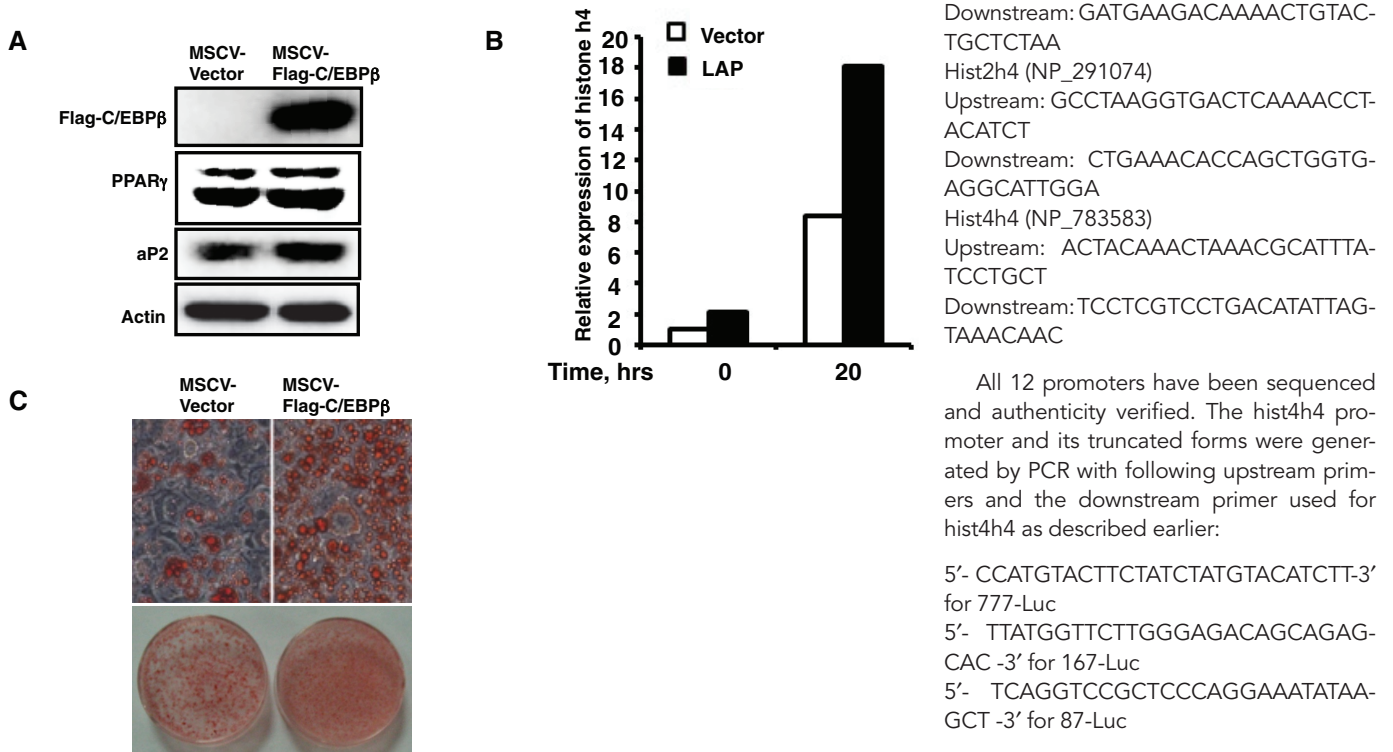 A
MSCV-
Vector
MSCV-
Flag-C/EBPβ
Flag-C/EBPβ
PPARγ
aP2
Actin
B
Relative expression of histone h4
20
18
16
14
12
10
8
6
4
2
0
Vector
LAP
Time, hrs 0 20
C
MSCV-
Vector
MSCV-
Flag-C/EBPβ
Downstream: GATGAAGACAAAACTGTAC-
TGCTCTAA
Hist2h4 (NP_291074)
Upstream: GCCTAAGGTGACTCAAAACCT-
ACATCT
Downstream: CTGAAACACCAGCTGGTG-
AGGCATTGGA
Hist4h4 (NP_783583)
Upstream: ACTACAAACTAAACGCATTTA-
TCCTGCT
Downstream: TCCTCGTCCTGACATATTAG-
TAAACAAC
All 12 promoters have been sequenced
and authenticity verified. The hist4h4 pro-
moter and its truncated forms were gener-
ated by PCR with following upstream prim-
ers and the downstream primer used for
hist4h4 as described earlier:
5′- CCATGTACTTCTATCTATGTACATCTT-3′
for 777-Luc
5′- TTATGGTTCTTGGGAGACAGCAGAG-
CAC -3′ for 167-Luc
5′- TCAGGTCCGCTCCCAGGAAATATAA-
GCT -3′ for 87-Luc